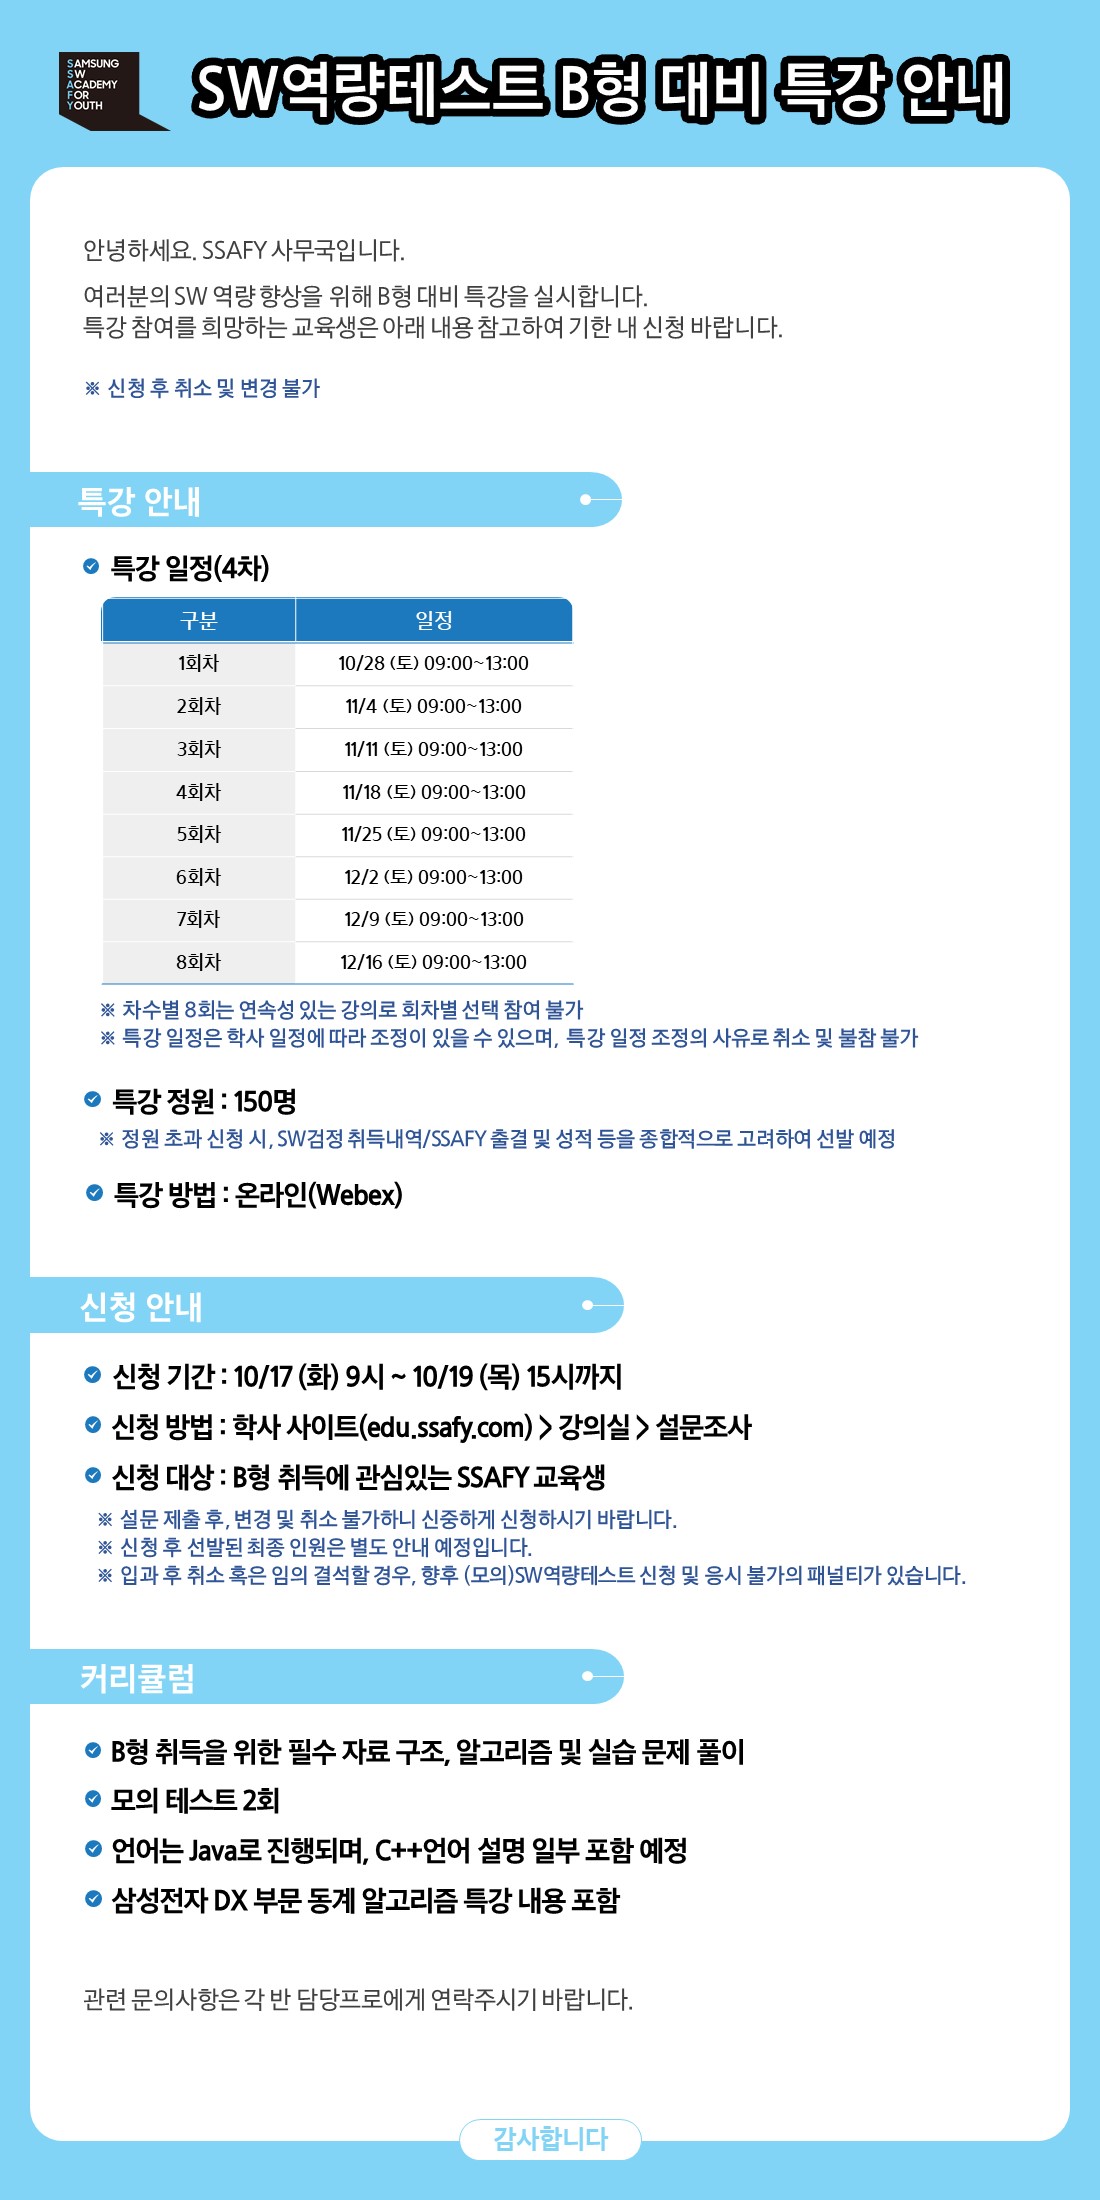 SAMSUNG
SW
ACADEMY
FOR
YOUTH
SW역량테스트 B형 대비 특강 안내
안녕하세요. SSAFY 사무국입니다.
여러분의 SW 역량 향상을 위해 B형 대비 특강을 실시합니다.
특강 참여를 희망하는 교육생은 아래 내용 참고하여 기한 내 신청 바랍니다.
※ 신청 후 취소 및 변경 불가
특강 안내
특강 일정(4차)
구분 일정
1회차 10/28 (토) 09:00~13:00
2회차 11/4 (토) 09:00~13:00
3회차 11/11 (토) 09:00~13:00
4회차 11/18 (토) 09:00~13:00
5회차 11/25 (토) 09:00~13:00
6회차 12/2 (토) 09:00~13:00
7회차 12/9 (토) 09:00~13:00
8회차 12/16 (토) 09:00~13:00
※ 차수별 8회는 연속성 있는 강의로 회차별 선택 참여 불가
※ 특강 일정은 학사 일정에 따라 조정이 있을 수 있으며, 특강 일정 조정의 사유로 취소 및 불참 불가
특강 정원 : 150명
※ 정원 초과 신청 시, SW검정 취득내역/SSAFY 출결 및 성적 등을 종합적으로 고려하여 선발 예정
특강 방법 : 온라인(Webex)
신청 안내
신청 기간 : 10/17 (화) 9시 ~ 10/19 (목) 15시까지
신청 방법 : 학사 사이트(edu.ssafy.com) > 강의실 > 설문조사
신청 대상 : B형 취득에 관심있는 SSAFY 교육생
※ 설문 제출 후, 변경 및 취소 불가하니 신중하게 신청하시기 바랍니다.
※ 신청 후 선발된 최종 인원은 별도 안내 예정입니다.
※ 입과 후 취소 혹은 임의 결석할 경우, 향후 (모의)SW역량테스트 신청 및 응시 불가의 패널티가 있습니다.
커리큘럼
B형 취득을 위한 필수 자료 구조, 알고리즘 및 실습 문제 풀이
모의 테스트 2회
언어는 Java로 진행되며, C++언어 설명 일부 포함 예정
삼성전자 DX 부문 동계 알고리즘 특강 내용 포함
관련 문의사항은 각 반 담당프로에게 연락주시기 바랍니다.
감사합니다